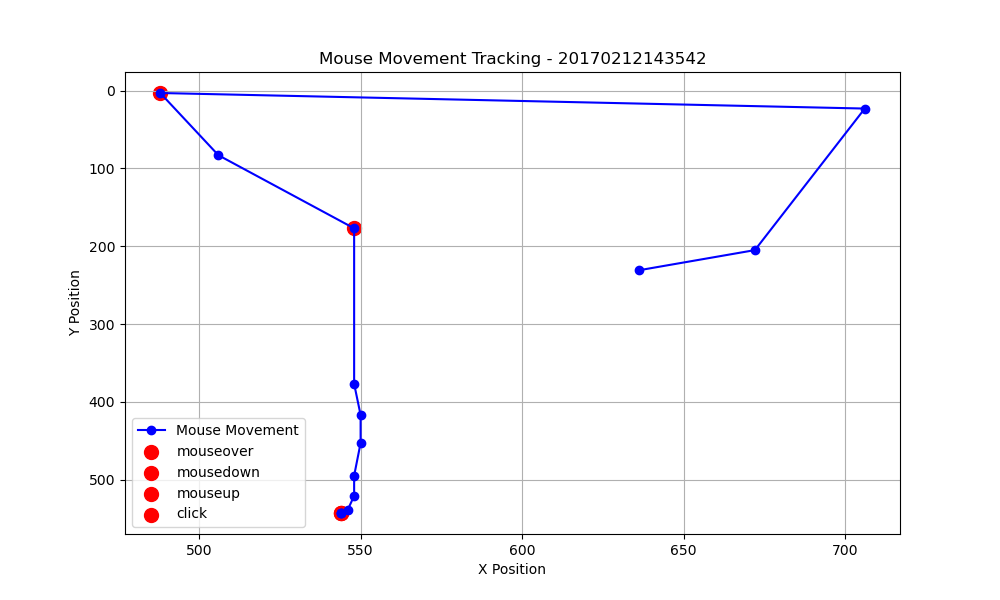 Mouse Movement Tracking - 20170212143542
Y Position
0
100
200
300
400
500
Mouse Movement
mouseover
mousedown
mouseup
click
500 550 600 650 700
X Position